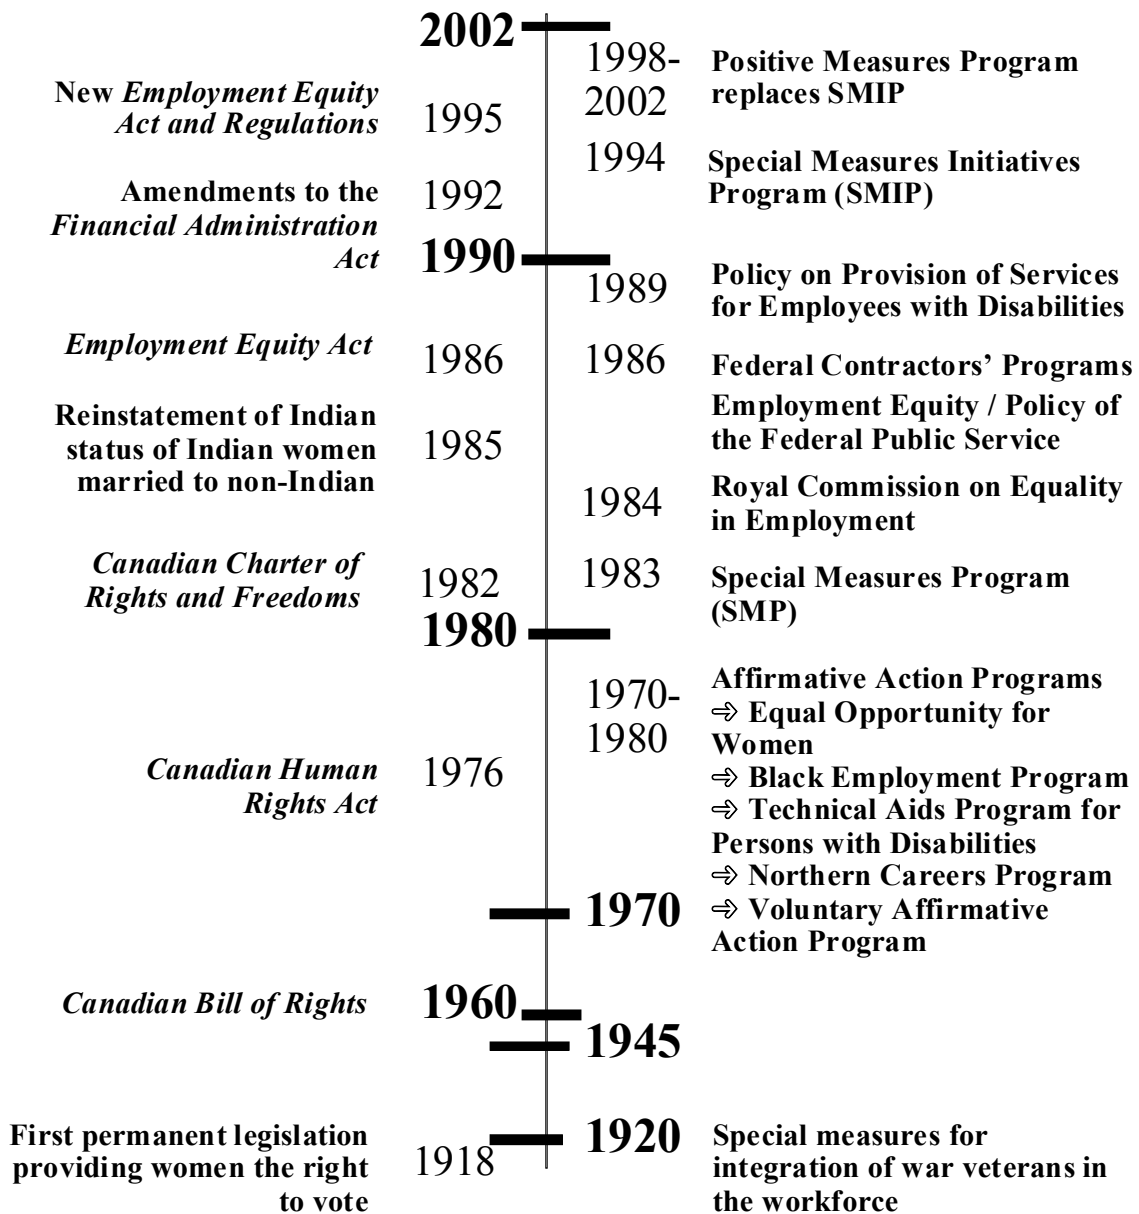 2002
1998-
2002
Positive Measures Program
replaces SMIP
New Employment Equity
Act and Regulations
1995
1994
Special Measures Initiatives
Program (SMIP)
Amendments to the
Financial Administration
Act
1992
1990
1989
Policy on Provision of Services
for Employees with Disabilities
Employment Equity Act
1986
1986
Federal Contractors’ Programs
Employment Equity / Policy of
the Federal Public Service
Reinstatement of Indian
status of Indian women
married to non-Indian
1985
1984
Royal Commission on Equality
in Employment
Canadian Charter of
Rights and Freedoms
1982
1983
Special Measures Program
(SMP)
1980
1970-
1980
Affirmative Action Programs
⇨ Equal Opportunity for
Women
⇨ Black Employment Program
⇨ Technical Aids Program for
Persons with Disabilities
⇨ Northern Careers Program
⇨ Voluntary Affirmative
Action Program
Canadian Human
Rights Act
1976
1970
Canadian Bill of Rights
1960
1945
First permanent legislation
providing women the right
to vote
1918
1920
Special measures for
integration of war veterans in
the workforce